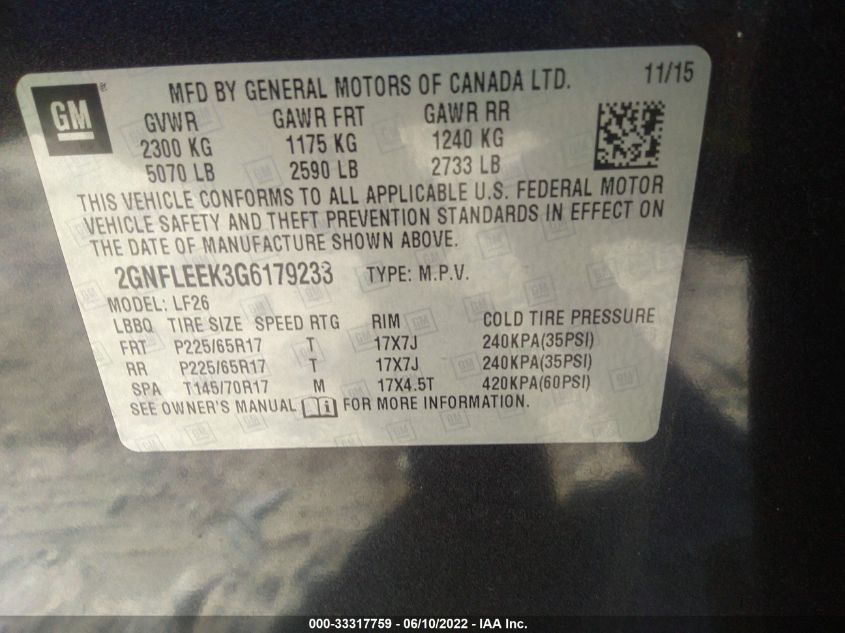 GM
MFD BY GENERAL MOTORS OF CANADA LTD. 11/15
GVWR GAWR FRT GAWR RR
2300 KG 1175 KG 1240 KG
5070 LB 2590 LB 2733 LB
THIS VEHICLE CONFORMS TO ALL APPLICABLE U.S. FEDERAL MOTOR
VEHICLE SAFETY AND THEFT PREVENTION STANDARDS IN EFFECT ON
THE DATE OF MANUFACTURE SHOWN ABOVE.
2GNFLEEK3G6179233 TYPE: M.P.V.
MODEL: LF26
LBBQ TIRE SIZE SPEED RTG RIM COLD TIRE PRESSURE
FRT P225/65R17 T 17X7J 240KPA(35PSI)
RR P225/65R17 T 17X7J 240KPA(35PSI)
SPA T145/70R17 M 17X4.5T 420KPA(60PSI)
SEE OWNER'S MANUAL FOR MORE INFORMATION.
000-33317759 - 06/10/2022 - IAA Inc.